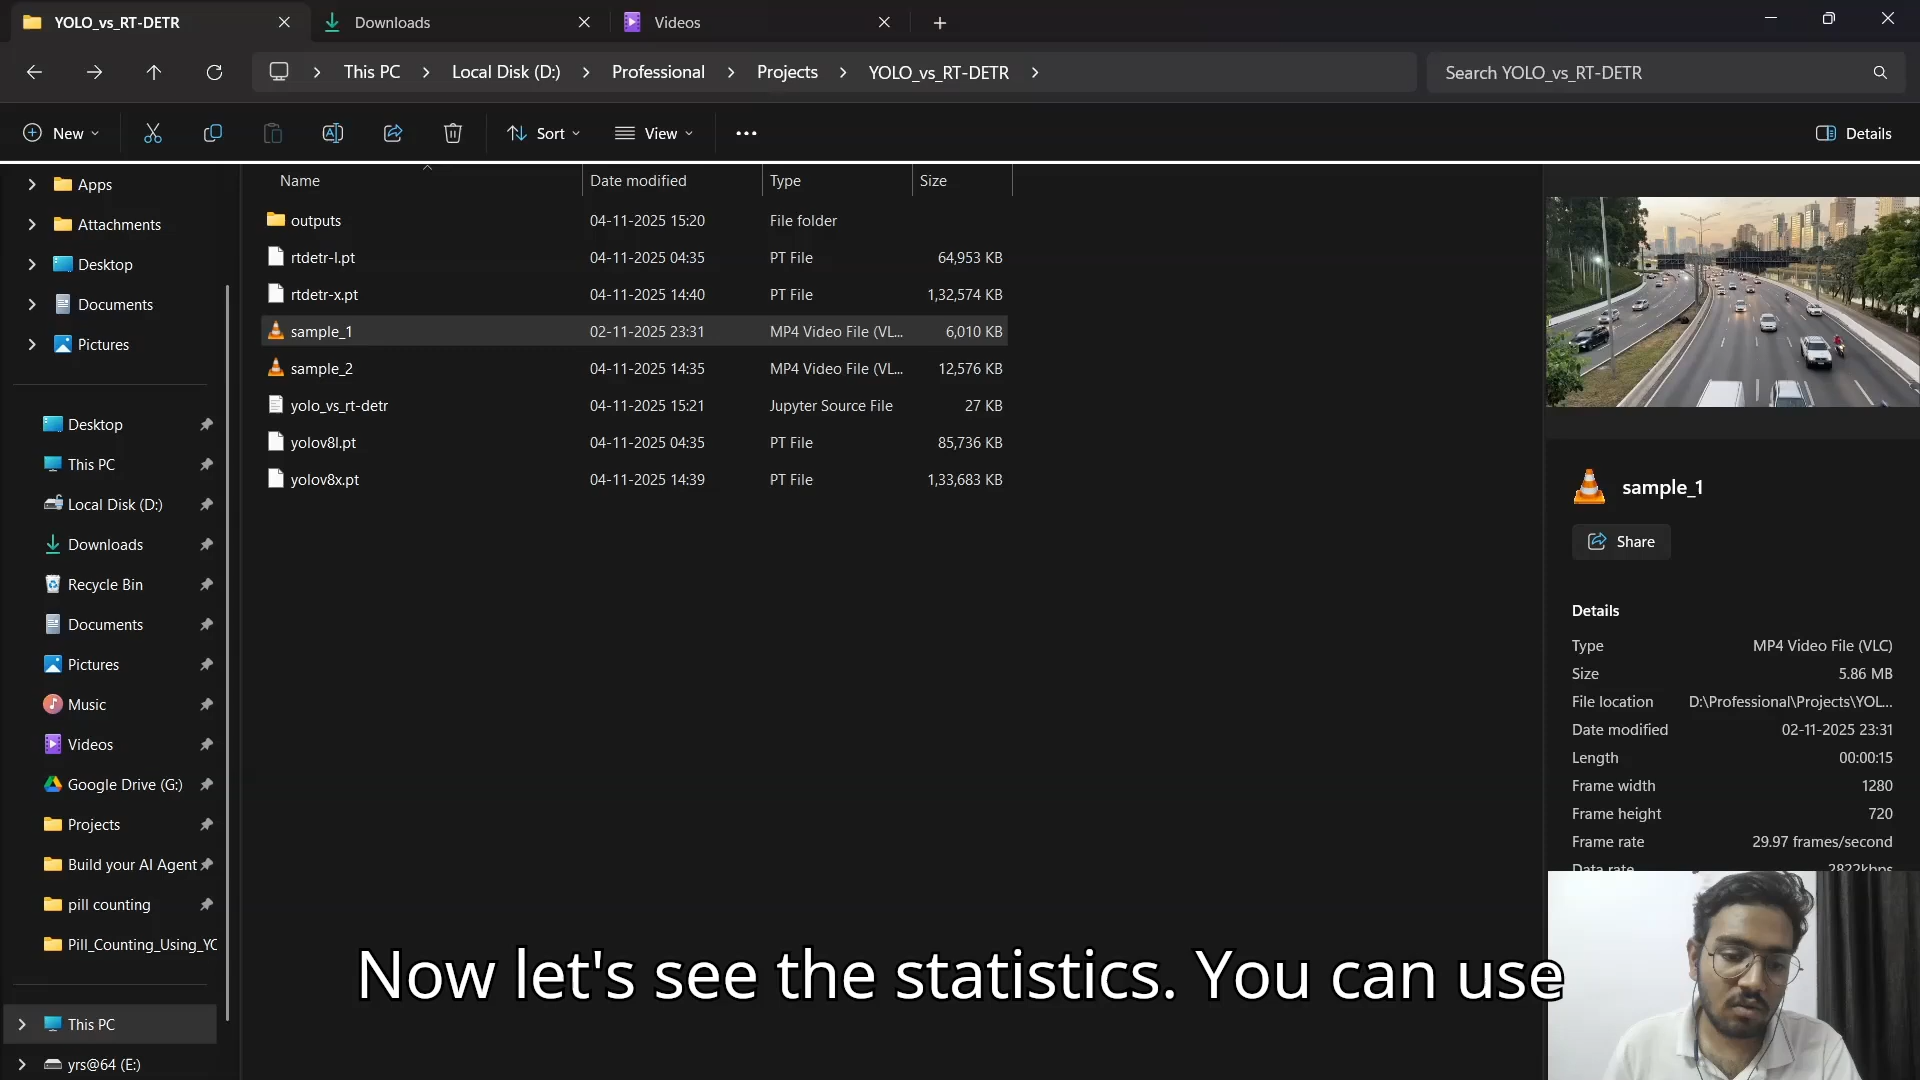 YOLO_vs_RT-DETR
Downloads
Videos
This PC
Local Disk (D:)
Professional
Projects
YOLO_vs_RT-DETR
Search YOLO_vs_RT-DETR
New
Sort
View
Details
Apps
Attachments
Desktop
Documents
Pictures
Desktop
This PC
Local Disk (D:)
Downloads
Recycle Bin
Documents
Pictures
Music
Videos
Google Drive (G:)
Projects
Build your AI Agent
pill counting
Pill_Counting_Using_YO
This PC
yrs@64 (E:)
Name Date modified Type Size
outputs 04-11-2025 15:20 File folder
rtdetr-l.pt 04-11-2025 04:35 PT File 64,953 KB
rtdetr-x.pt 04-11-2025 14:40 PT File 1,32,574 KB
sample_1 02-11-2025 23:31 MP4 Video File (VL... 6,010 KB
sample_2 04-11-2025 14:35 MP4 Video File (VL... 12,576 KB
yolo_vs_rt-detr 04-11-2025 15:21 Jupyter Source File 27 KB
yolov8l.pt 04-11-2025 04:35 PT File 85,736 KB
yolov8x.pt 04-11-2025 14:39 PT File 1,33,683 KB
sample_1
Share
Details
Type MP4 Video File (VLC)
Size 5.86 MB
File location D:\Professional\Projects\YOL...
Date modified 02-11-2025 23:31
Length 00:00:15
Frame width 1280
Frame height 720
Frame rate 29.97 frames/second
Data rate 2822kbps
Now let's see the statistics. You can use